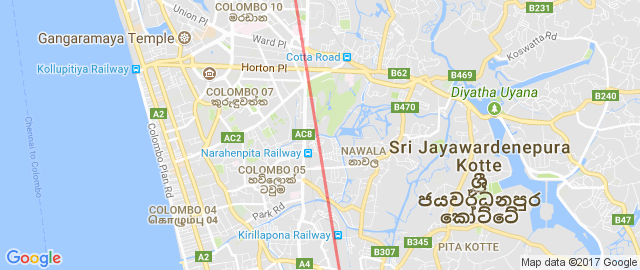 COLOMBO 10
මරදාන
B231
Union Pl
Ward Pl
Gangaramaya Temple
Koswatta Rd
Cotta Road
Horton Pl
Kollupitiya Railway
B62
B469
Diyatha Uyana
B240
COLOMBO 07
කුරුඳුවත්ත
B470
Chennai to Colombo
Colombo Plan Rd
AC2
AC8
Sri Jayawardenepura
Kotte
ශ්‍රී
ජයවර්ධනපුර
කෝට්ටේ
NAWALA
නාවල
Narahenpita Railway
COLOMBO 05
හැව්ලොක්
ටවුම
AC2
A2
COLOMBO 04
கொழும்பு 04
Park Rd
Kirillapona Railway
B345
B307
PITA KOTTE
A2
A4
Google
Map data ©2017 Google